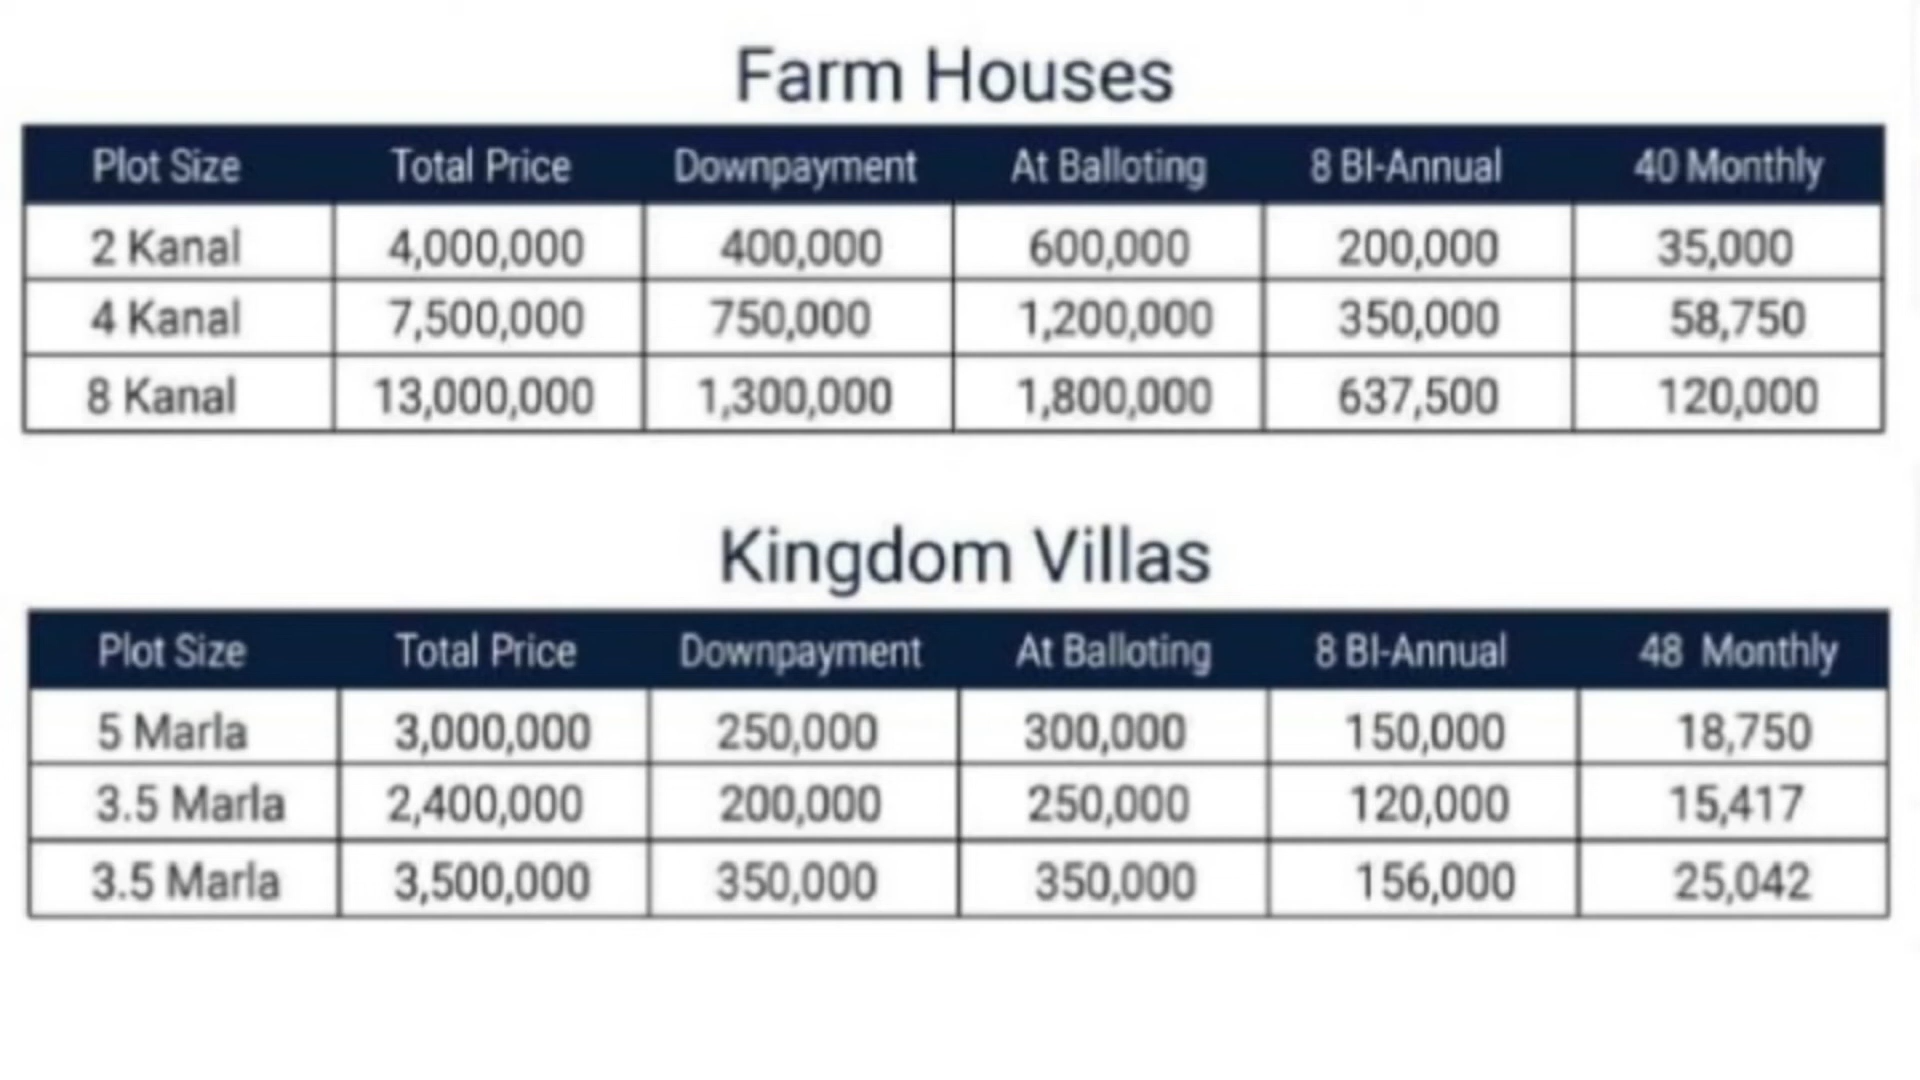 Farm Houses
Plot Size Total Price Downpayment At Balloting 8 BI-Annual 40 Monthly
2 Kanal 4,000,000 400,000 600,000 200,000 35,000
4 Kanal 7,500,000 750,000 1,200,000 350,000 58,750
8 Kanal 13,000,000 1,300,000 1,800,000 637,500 120,000
Kingdom Villas
Plot Size Total Price Downpayment At Balloting 8 BI-Annual 48 Monthly
5 Marla 3,000,000 250,000 300,000 150,000 18,750
3.5 Marla 2,400,000 200,000 250,000 120,000 15,417
3.5 Marla 3,500,000 350,000 350,000 156,000 25,042